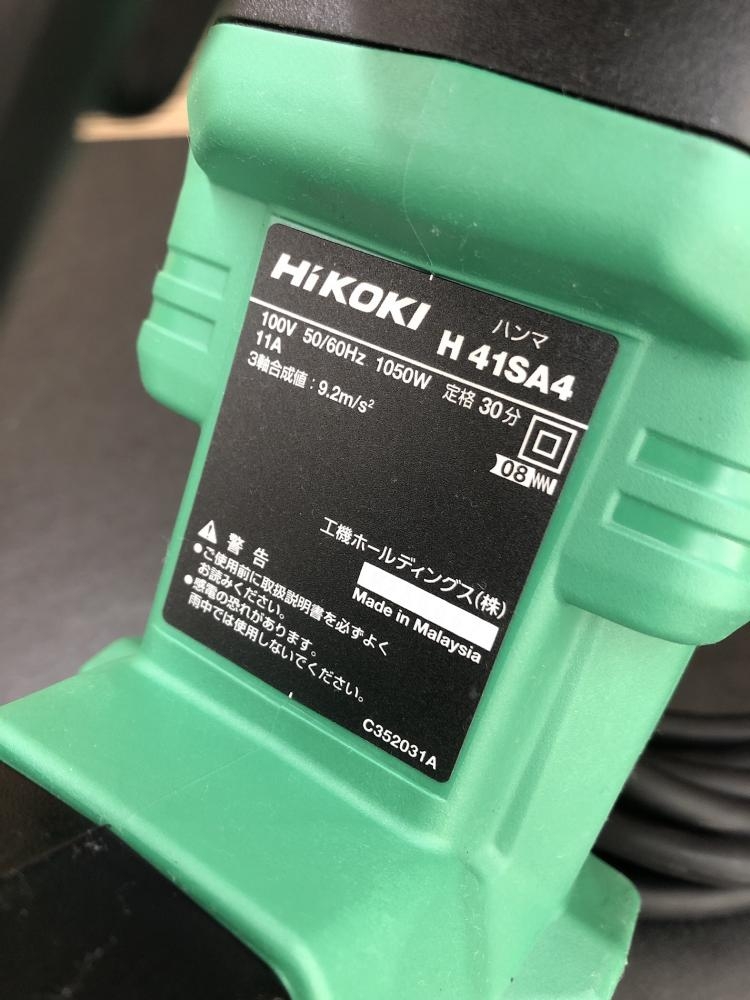 HiKOKI
ハンマ
H 41SA4
100V 50/60Hz 1050W 定格 30分
11A
3軸合成値：9.2m/s²
08
工機ホールディングス(株)
Made in Malaysia
警告
●ご使用前に取扱説明書を必ずよく
お読みください。
●感電の恐れがあります。
雨中では使用しないでください。
C352031A